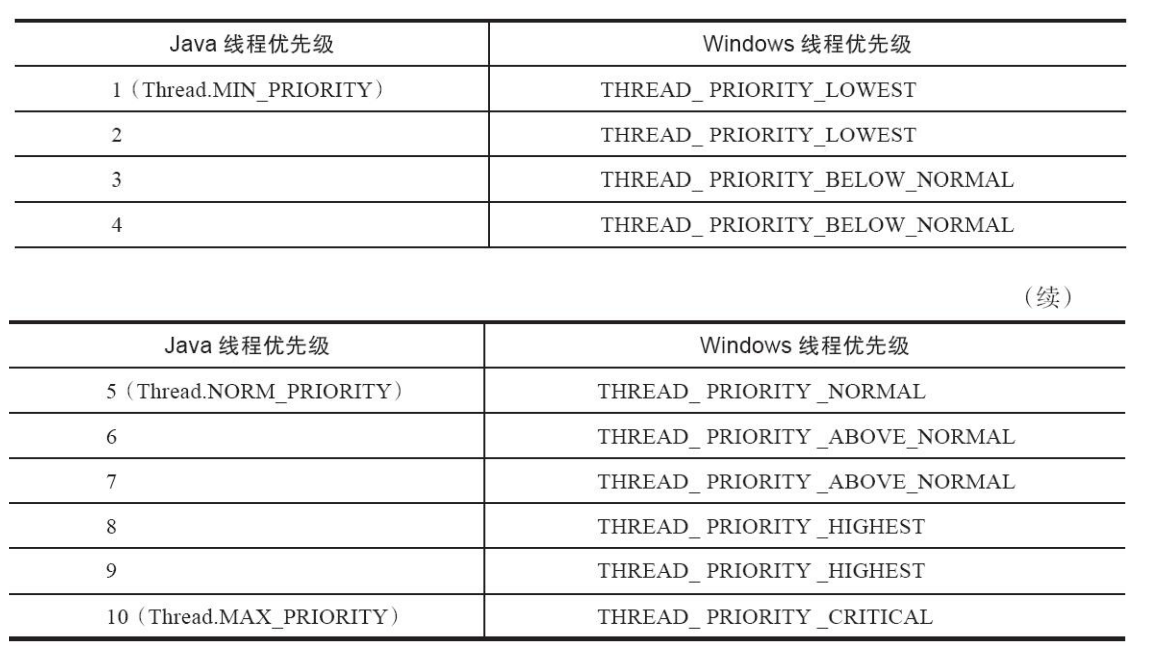 Java 线程优先级 Windows 线程优先级
1（Thread.MIN_PRIORITY） THREAD_ PRIORITY_LOWEST
2 THREAD_ PRIORITY_LOWEST
3 THREAD_ PRIORITY_BELOW_NORMAL
4 THREAD_ PRIORITY_BELOW_NORMAL
（续）
Java 线程优先级 Windows 线程优先级
5（Thread.NORM_PRIORITY） THREAD_ PRIORITY _NORMAL
6 THREAD_ PRIORITY _ABOVE_NORMAL
7 THREAD_ PRIORITY _ABOVE_NORMAL
8 THREAD_ PRIORITY _HIGHEST
9 THREAD_ PRIORITY _HIGHEST
10（Thread.MAX_PRIORITY） THREAD_ PRIORITY _CRITICAL